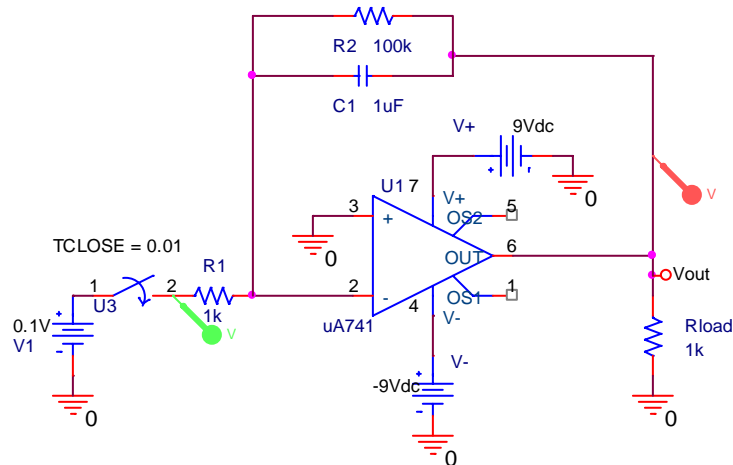 R2 100k
C1 1uF
V+
9Vdc
0
U1
7
V+
3
+
OS2
5
0
OUT
6
V
TCLOSE = 0.01
1
U3
2
R1
1k
V
2
-
OS1
1
4
V-
uA741
Vout
0.1V
V1
V-
-9Vdc
Rload
1k
0
0
0